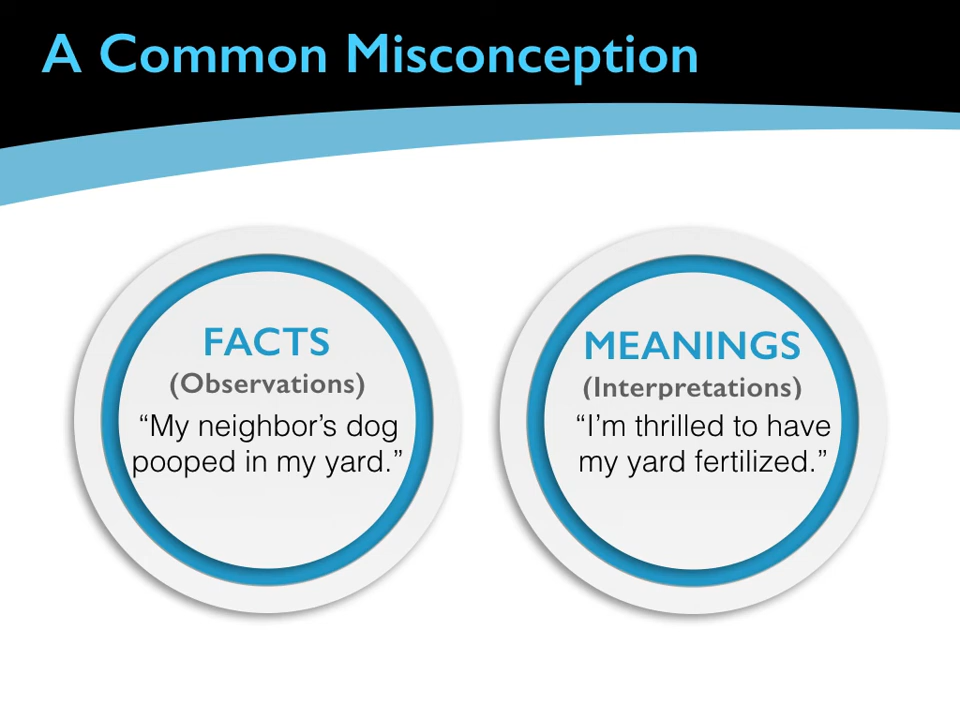 A Common Misconception
FACTS
(Observations)
“My neighbor’s dog
pooped in my yard.”
MEANINGS
(Interpretations)
“I’m thrilled to have
my yard fertilized.”